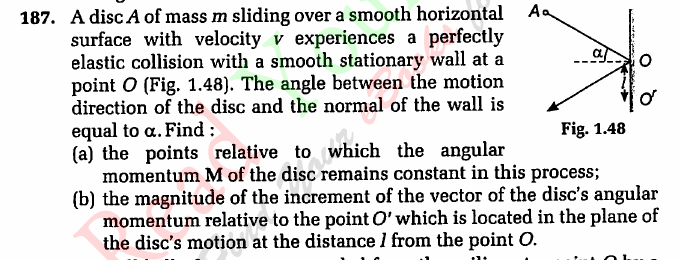 187. A disc A of mass m sliding over a smooth horizontal
surface with velocity v experiences a perfectly
elastic collision with a smooth stationary wall at a
point O (Fig. 1.48). The angle between the motion
direction of the disc and the normal of the wall is
equal to α. Find :
(a) the points relative to which the angular
momentum M of the disc remains constant in this process;
(b) the magnitude of the increment of the vector of the disc's angular
momentum relative to the point O' which is located in the plane of
the disc's motion at the distance l from the point O.
A
α
O
l
O'
Fig. 1.48